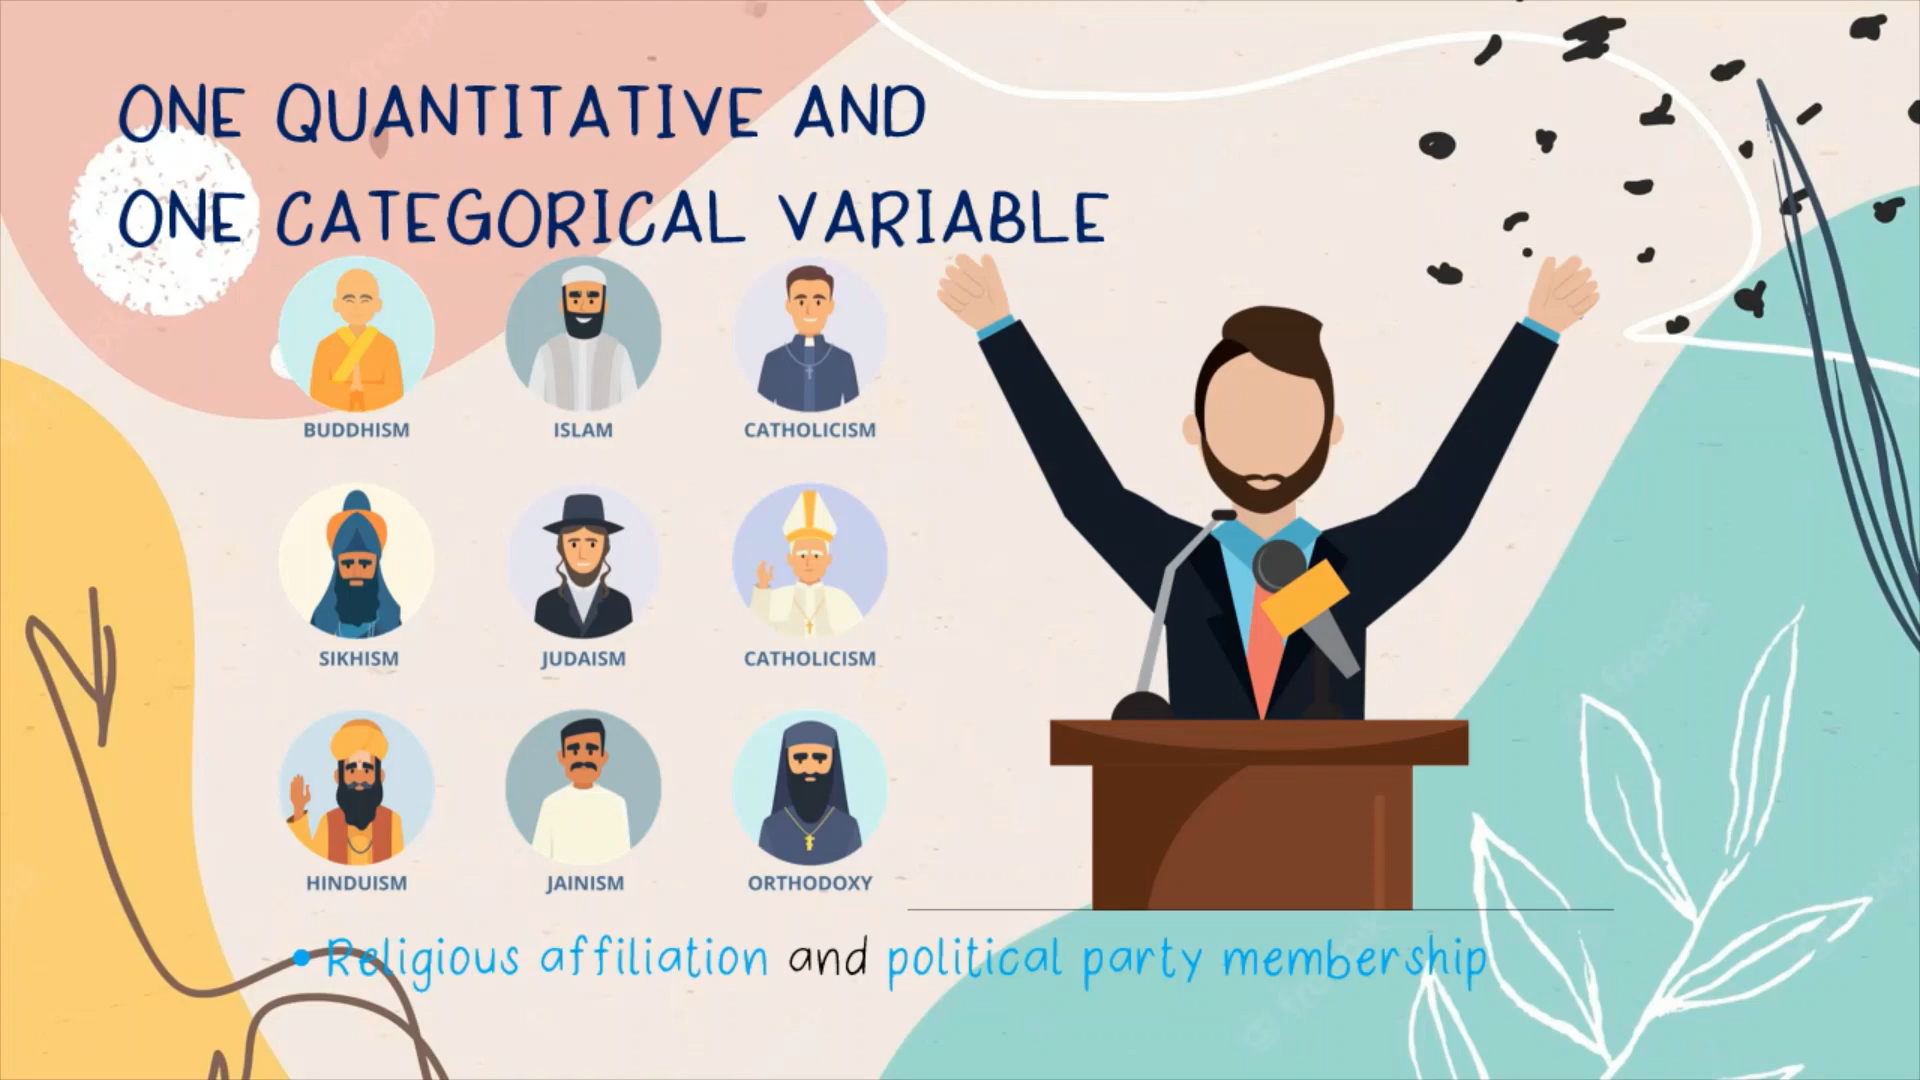 ONE QUANTITATIVE AND
ONE CATEGORICAL VARIABLE
BUDDHISM ISLAM CATHOLICISM
SIKHISM JUDAISM CATHOLICISM
HINDUISM JAINISM ORTHODOXY
• Religious affiliation and political party membership